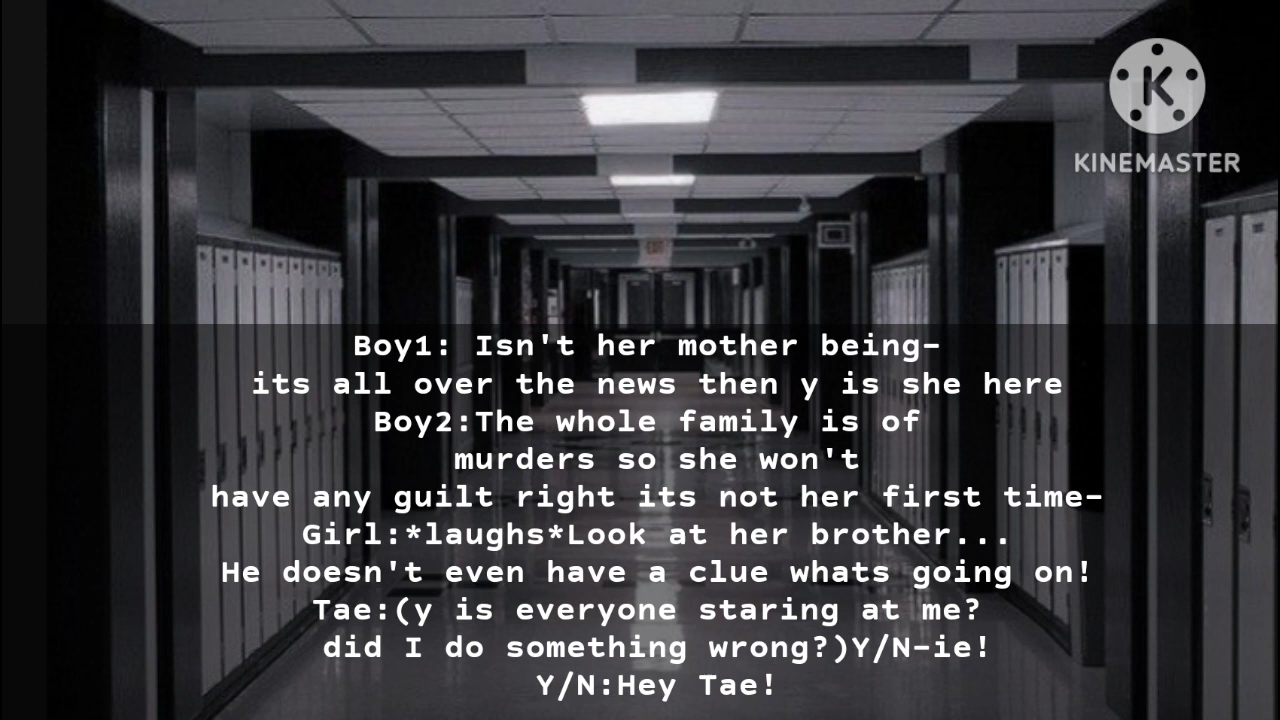 K
KINEMASTER
EXIT
Boy1: Isn't her mother being-
its all over the news then y is she here
Boy2:The whole family is of
murders so she won't
have any guilt right its not her first time-
Girl:*laughs*Look at her brother...
He doesn't even have a clue whats going on!
Tae:(y is everyone staring at me?
did I do something wrong?)Y/N-ie!
Y/N:Hey Tae!